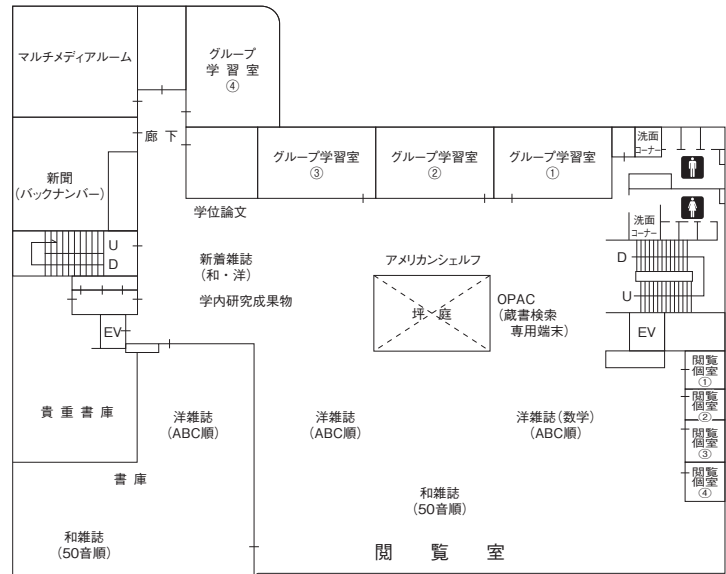 マルチメディアルーム
グループ
学 習 室
④
廊 下
新聞
(バックナンバー)
グループ学習室
③
グループ学習室
②
グループ学習室
①
洗面
コーナー
洗面
コーナー
学位論文
U
D
新着雑誌
(和・洋)
学内研究成果物
アメリカンシェルフ
坪 庭
OPAC
(蔵書検索
専用端末)
D
U
EV
EV
閲覧
個室
①
閲覧
個室
②
閲覧
個室
③
閲覧
個室
④
貴 重 書 庫
洋雑誌
(ABC順)
洋雑誌
(ABC順)
洋雑誌(数学)
(ABC順)
書 庫
和雑誌
(50音順)
和雑誌
(50音順)
閲 覧 室